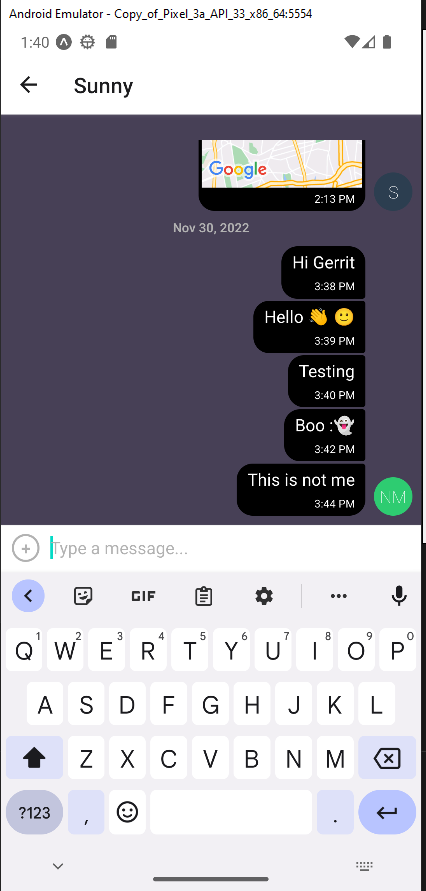 Android Emulator - Copy_of_Pixel_3a_API_33_x86_64:5554
1:40
Sunny
Google
2:13 PM
S
Nov 30, 2022
Hi Gerrit
3:38 PM
Hello 👋 🙂
3:39 PM
Testing
3:40 PM
Boo :👻
3:42 PM
This is not me
3:44 PM
NM
Type a message...
GIF
Q1 W2 E3 R4 T5 Y6 U7 I8 O9 P0
A S D F G H J K L
Z X C V B N M
?123 , .